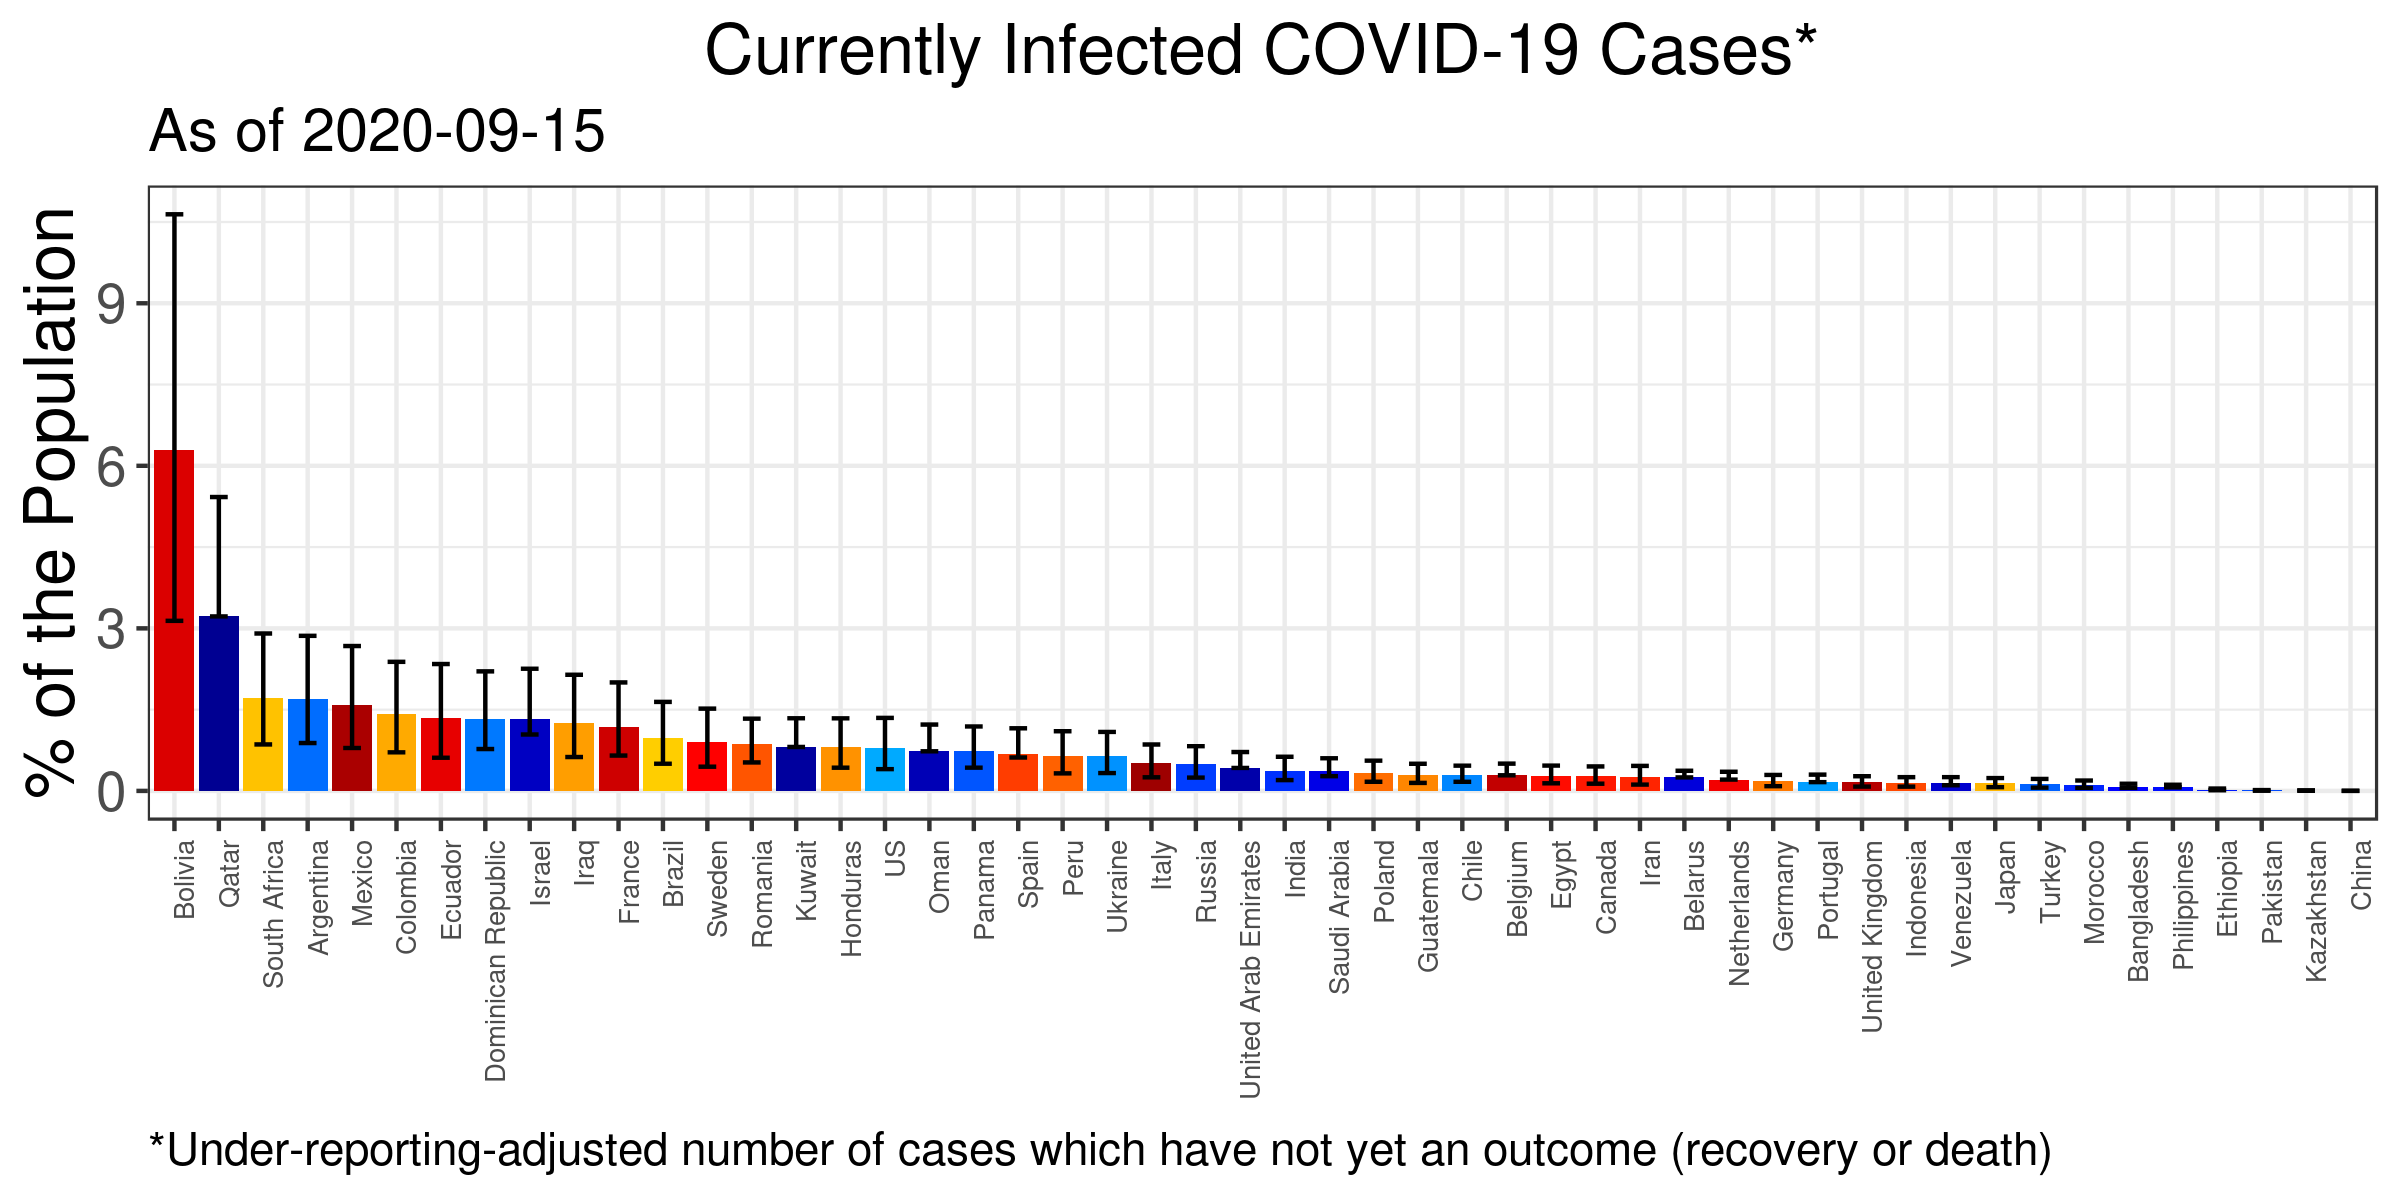 Currently Infected COVID-19 Cases*
As of 2020-09-15
% of the Population
9
6
3
0
Bolivia
Qatar
South Africa
Argentina
Mexico
Colombia
Ecuador
Dominican Republic
Israel
Iraq
France
Brazil
Sweden
Romania
Kuwait
Honduras
US
Oman
Panama
Spain
Peru
Ukraine
Italy
Russia
United Arab Emirates
India
Saudi Arabia
Poland
Guatemala
Chile
Belgium
Egypt
Canada
Iran
Belarus
Netherlands
Germany
Portugal
United Kingdom
Indonesia
Venezuela
Japan
Turkey
Morocco
Bangladesh
Philippines
Ethiopia
Pakistan
Kazakhstan
China
*Under-reporting-adjusted number of cases which have not yet an outcome (recovery or death)